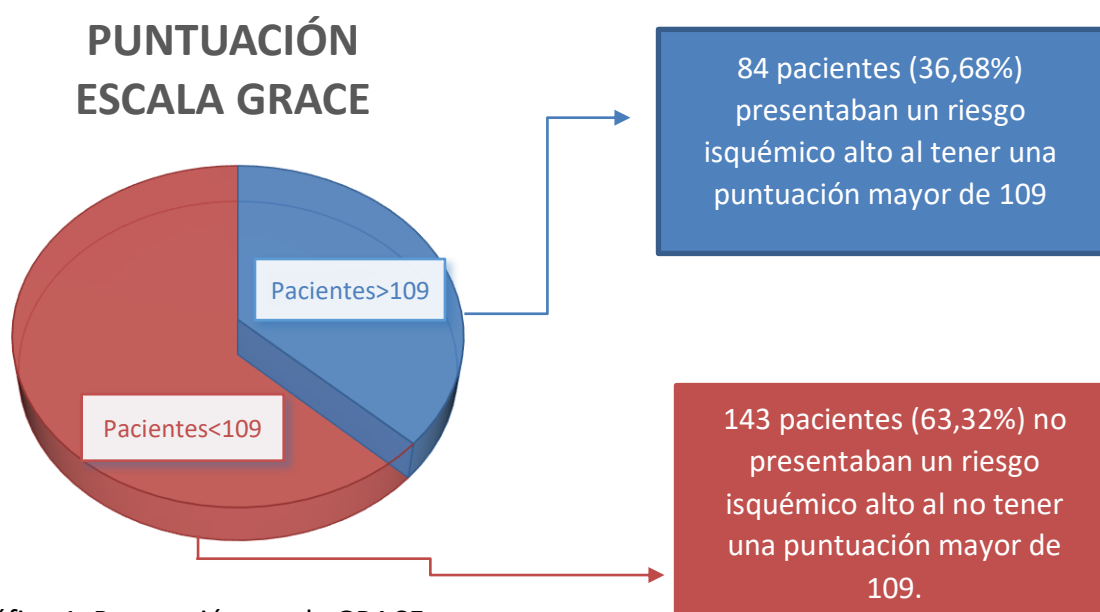 PUNTUACIÓN
ESCALA GRACE
84 pacientes (36,68%)
presentaban un riesgo
isquémico alto al tener una
puntuación mayor de 109
Pacientes>109
Pacientes<109
143 pacientes (63,32%) no
presentaban un riesgo
isquémico alto al no tener
una puntuación mayor de
109.